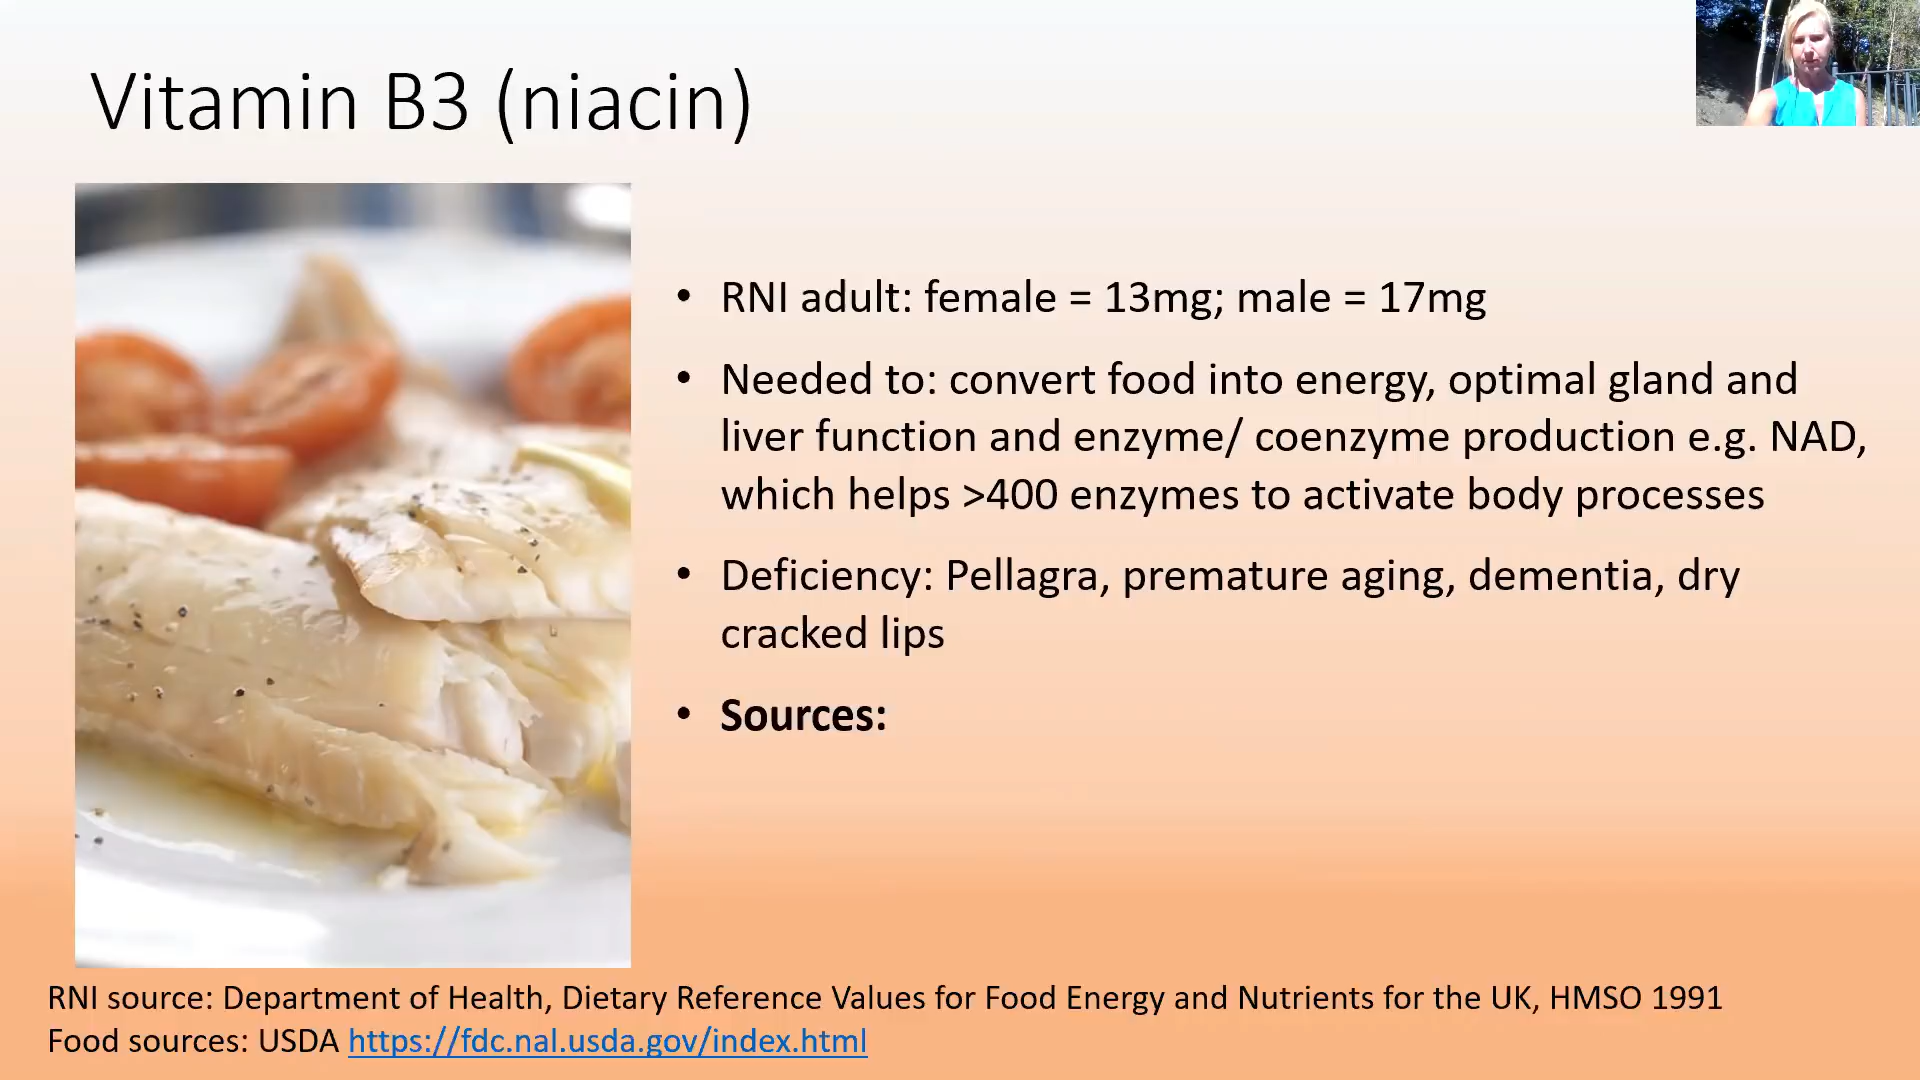 Vitamin B3 (niacin)
• RNI adult: female = 13mg; male = 17mg
• Needed to: convert food into energy, optimal gland and
liver function and enzyme/ coenzyme production e.g. NAD,
which helps >400 enzymes to activate body processes
• Deficiency: Pellagra, premature aging, dementia, dry
cracked lips
• Sources:
RNI source: Department of Health, Dietary Reference Values for Food Energy and Nutrients for the UK, HMSO 1991
Food sources: USDA https://fdc.nal.usda.gov/index.html